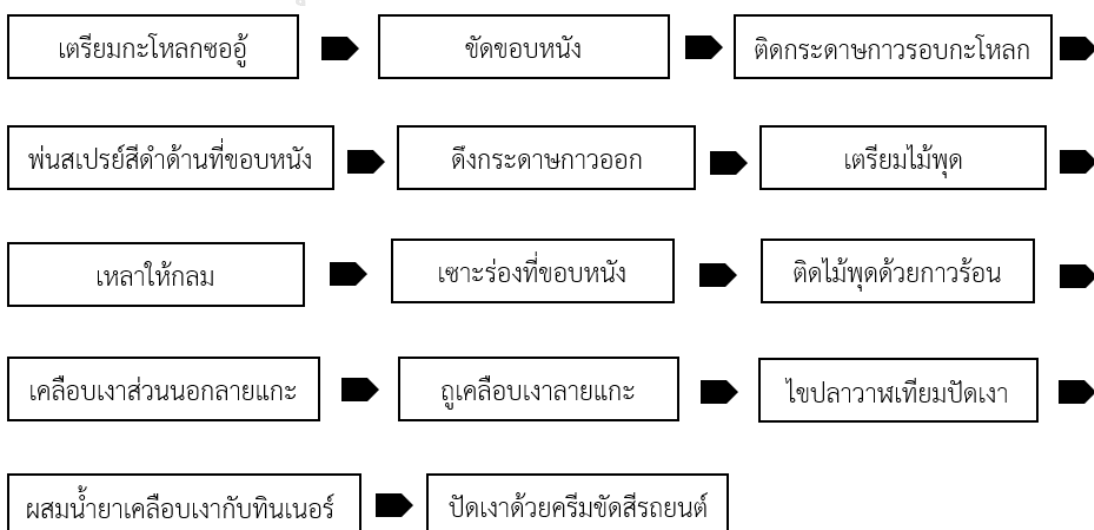 เตรียมกะโหลกซออู้ ขัดขอบหนัง ติดกระดาษกาวรอบกะโหลก
พ่นสเปรย์สีดำด้านที่ขอบหนัง ดึงกระดาษกาวออก เตรียมไม้พุด
เหลาให้กลม เซาะร่องที่ขอบหนัง ติดไม้พุดด้วยกาวร้อน
เคลือบเงาส่วนนอกลายแกะ ถูเคลือบเงาลายแกะ ไขปลาวาฬเทียมปัดเงา
ผสมน้ำยาเคลือบเงากับทินเนอร์ ปัดเงาด้วยครีมขัดสีรถยนต์